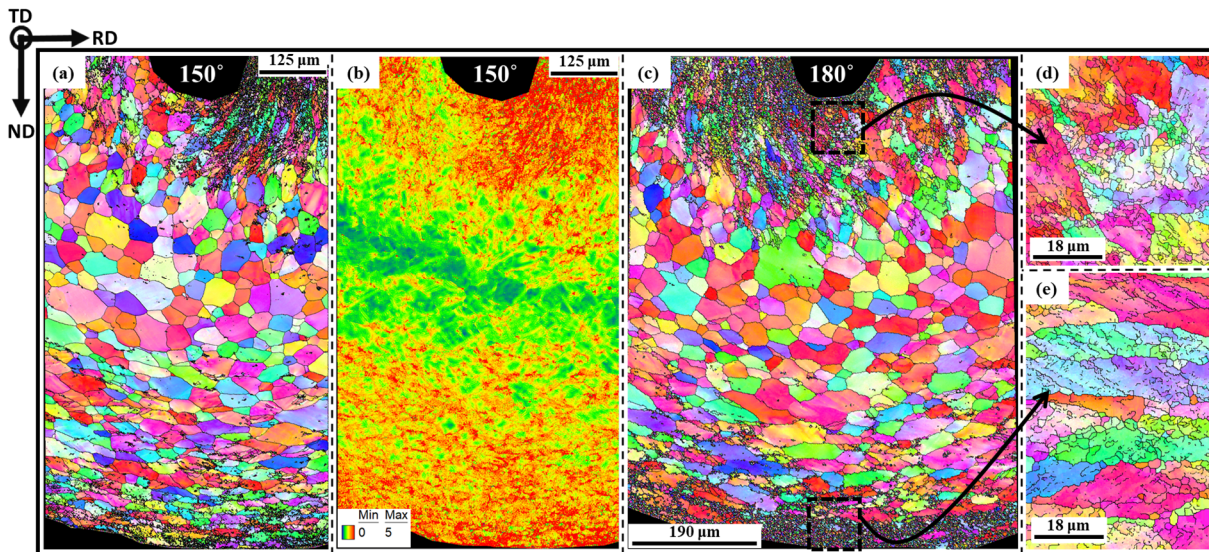 TD
RD
ND
(a)
150°
125 µm
(b)
150°
125 µm
Min Max
0 5
(c)
180°
190 µm
(d)
18 µm
(e)
18 µm